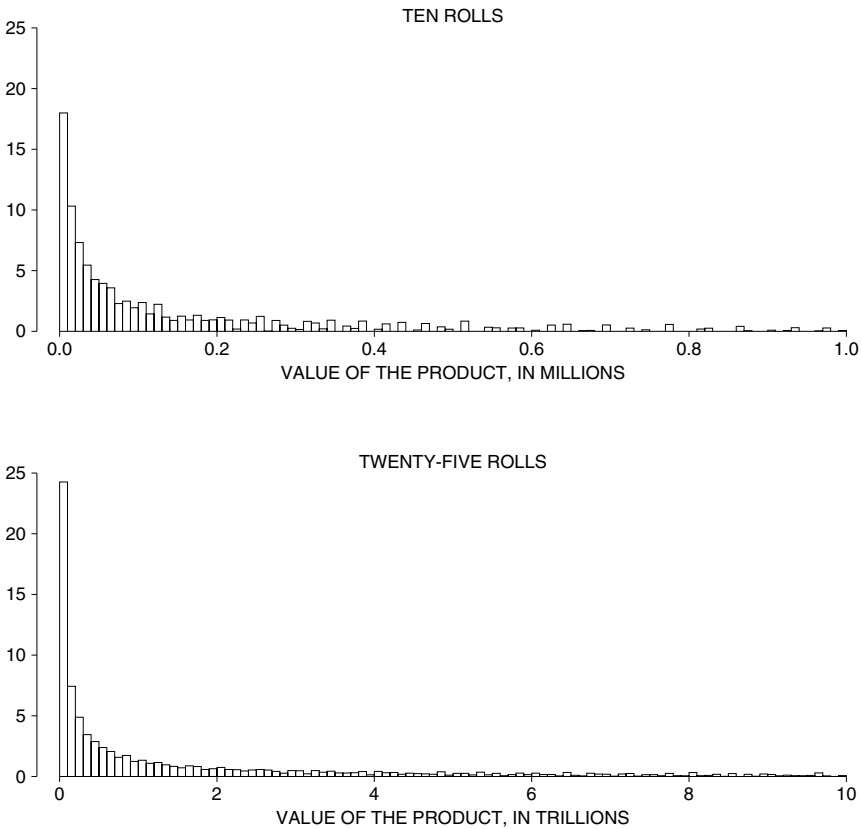 TEN ROLLS
25
20
15
10
5
0
0.0 0.2 0.4 0.6 0.8 1.0
VALUE OF THE PRODUCT, IN MILLIONS
TWENTY-FIVE ROLLS
25
20
15
10
5
0
0 2 4 6 8 10
VALUE OF THE PRODUCT, IN TRILLIONS